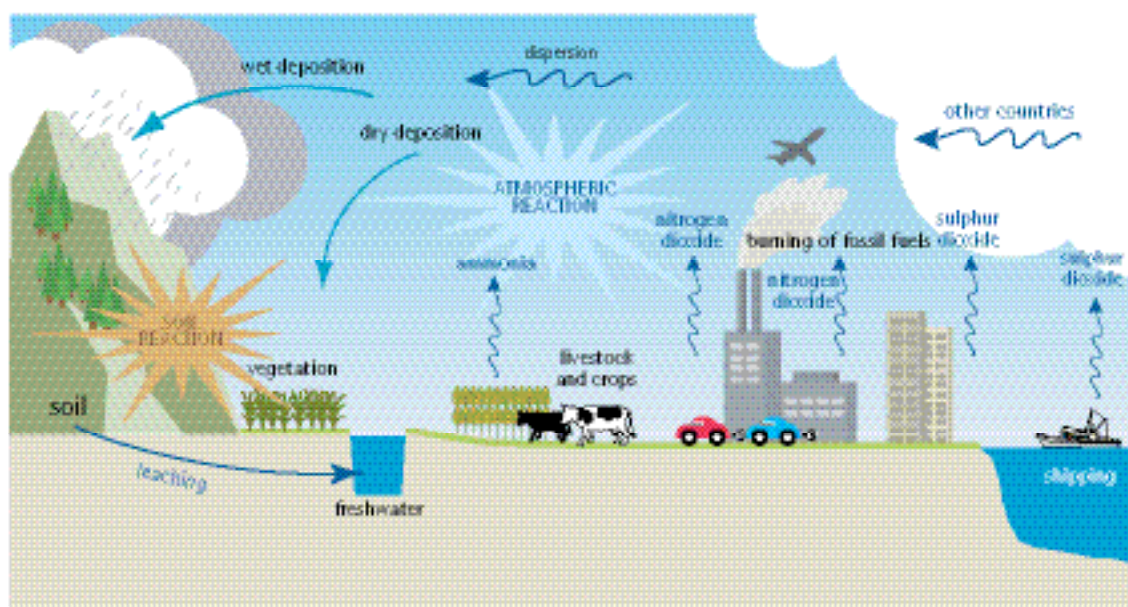 wet deposition
dispersion
other countries
dry deposition
ATMOSPHERIC
REACTION
nitrogen
dioxide
burning of fossil fuels
sulphur
dioxide
ammonia
nitrogen
dioxide
sulphur
dioxide
SOIL
REACTION
vegetation
livestock
and crops
soil
leaching
freshwater
shipping